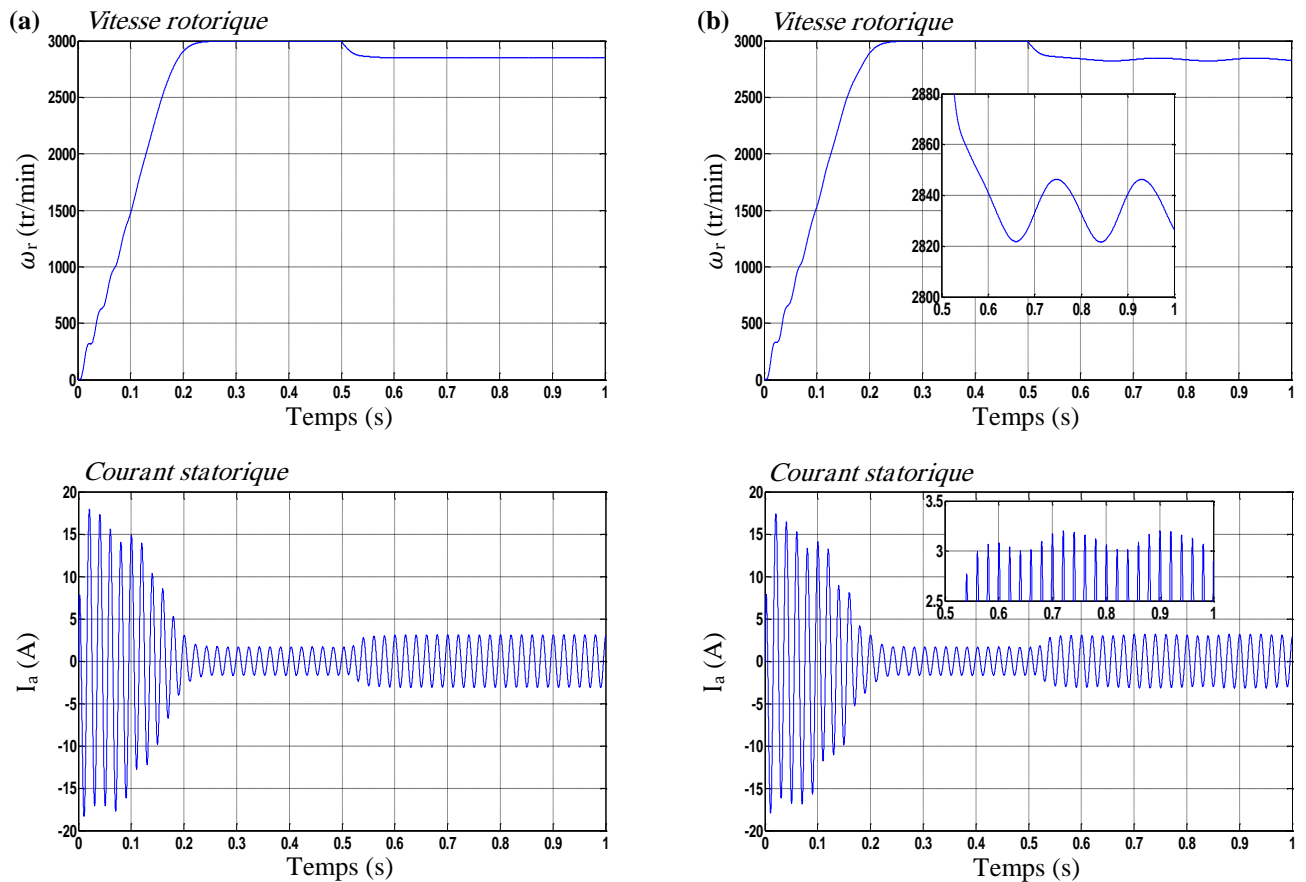 (a) Vitesse rotorique
3000
2500
2000
1500
1000
500
0
ωr (tr/min)
0 0.1 0.2 0.3 0.4 0.5 0.6 0.7 0.8 0.9 1
Temps (s)
(b) Vitesse rotorique
3000
2500
2000
1500
1000
500
0
ωr (tr/min)
2880
2860
2840
2820
2800
0.5 0.6 0.7 0.8 0.9 1
0 0.1 0.2 0.3 0.4 0.5 0.6 0.7 0.8 0.9 1
Temps (s)
Courant statorique
20
15
10
5
0
-5
-10
-15
-20
Ia (A)
0 0.1 0.2 0.3 0.4 0.5 0.6 0.7 0.8 0.9 1
Temps (s)
Courant statorique
20
15
10
5
0
-5
-10
-15
-20
Ia (A)
3.5
3
2.5
0.5 0.6 0.7 0.8 0.9 1
0 0.1 0.2 0.3 0.4 0.5 0.6 0.7 0.8 0.9 1
Temps (s)